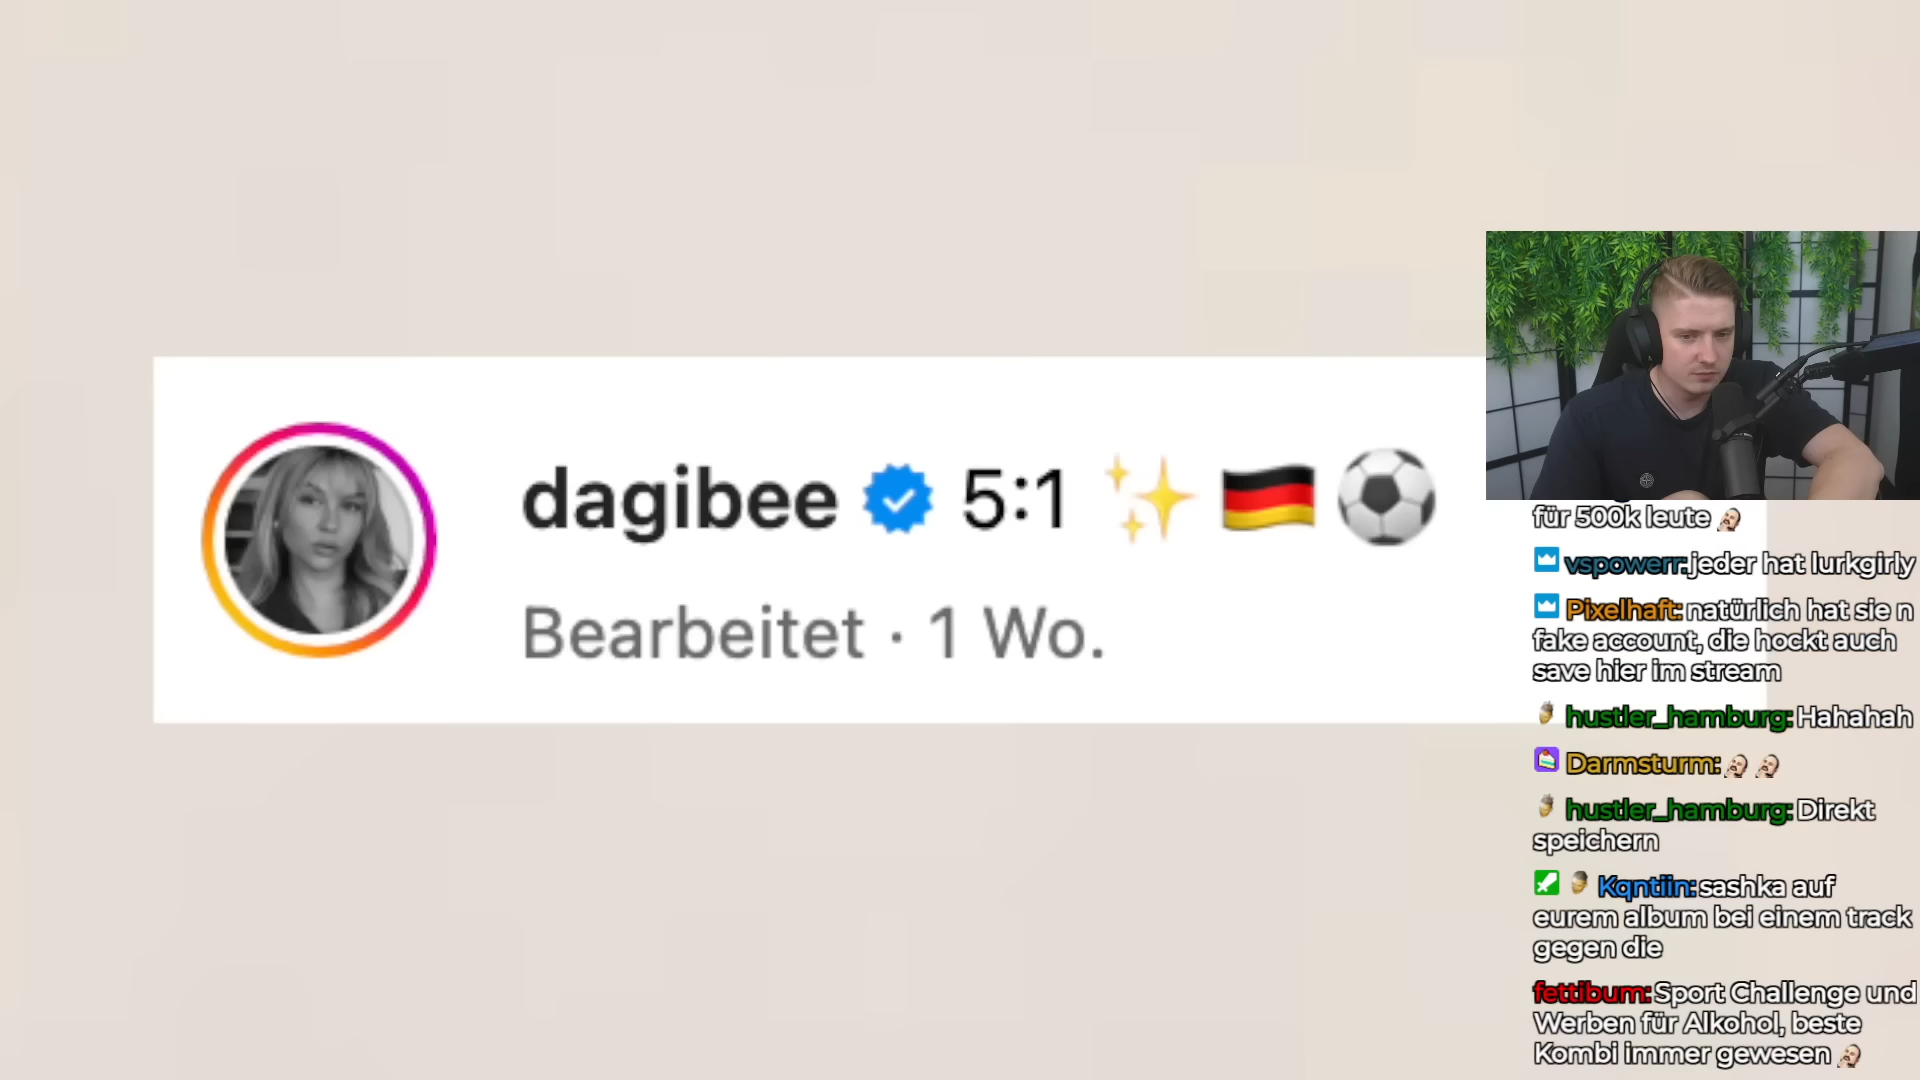 dagibee 5:1 ✨ 🇩🇪 ⚽
Bearbeitet · 1 Wo.
für 500k leute
vspowerr: jeder hat lurkgirly
Pixelhaft: natürlich hat sie n
fake account, die hockt auch
save hier im stream
hustler_hamburg: Hahahah
Darmsturm:
hustler_hamburg: Direkt
speichern
Kqntiin: sashka auf
eurem album bei einem track
gegen die
fettibum: Sport Challenge und
Werben für Alkohol, beste
Kombi immer gewesen